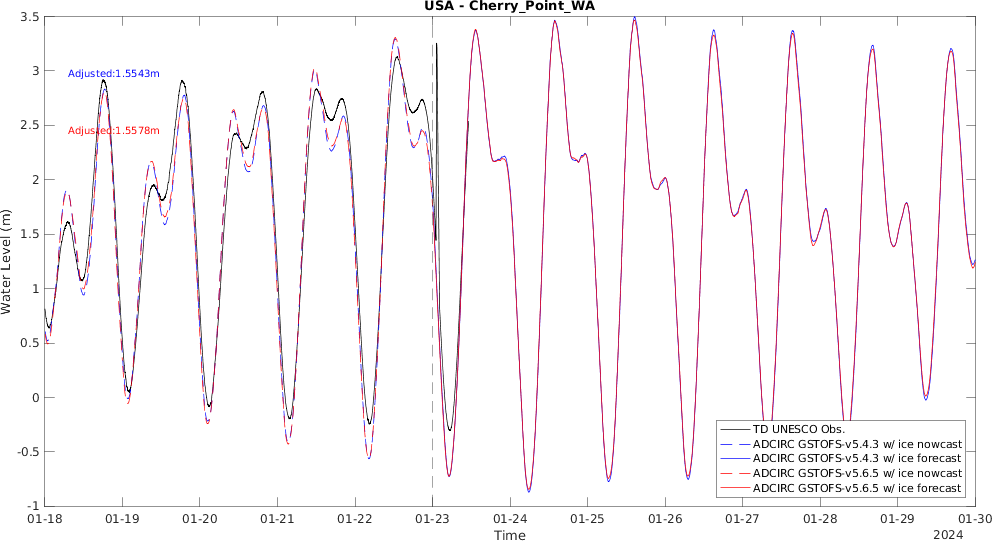 USA - Cherry_Point_WA
3.5
3
2.5
2
1.5
1
0.5
0
-0.5
-1
Water Level (m)
Adjusted:1.5543m
Adjusted:1.5578m
TD UNESCO Obs.
ADCIRC GSTOFS-v5.4.3 w/ ice nowcast
ADCIRC GSTOFS-v5.4.3 w/ ice forecast
ADCIRC GSTOFS-v5.6.5 w/ ice nowcast
ADCIRC GSTOFS-v5.6.5 w/ ice forecast
01-18 01-19 01-20 01-21 01-22 01-23 01-24 01-25 01-26 01-27 01-28 01-29 01-30
Time
2024